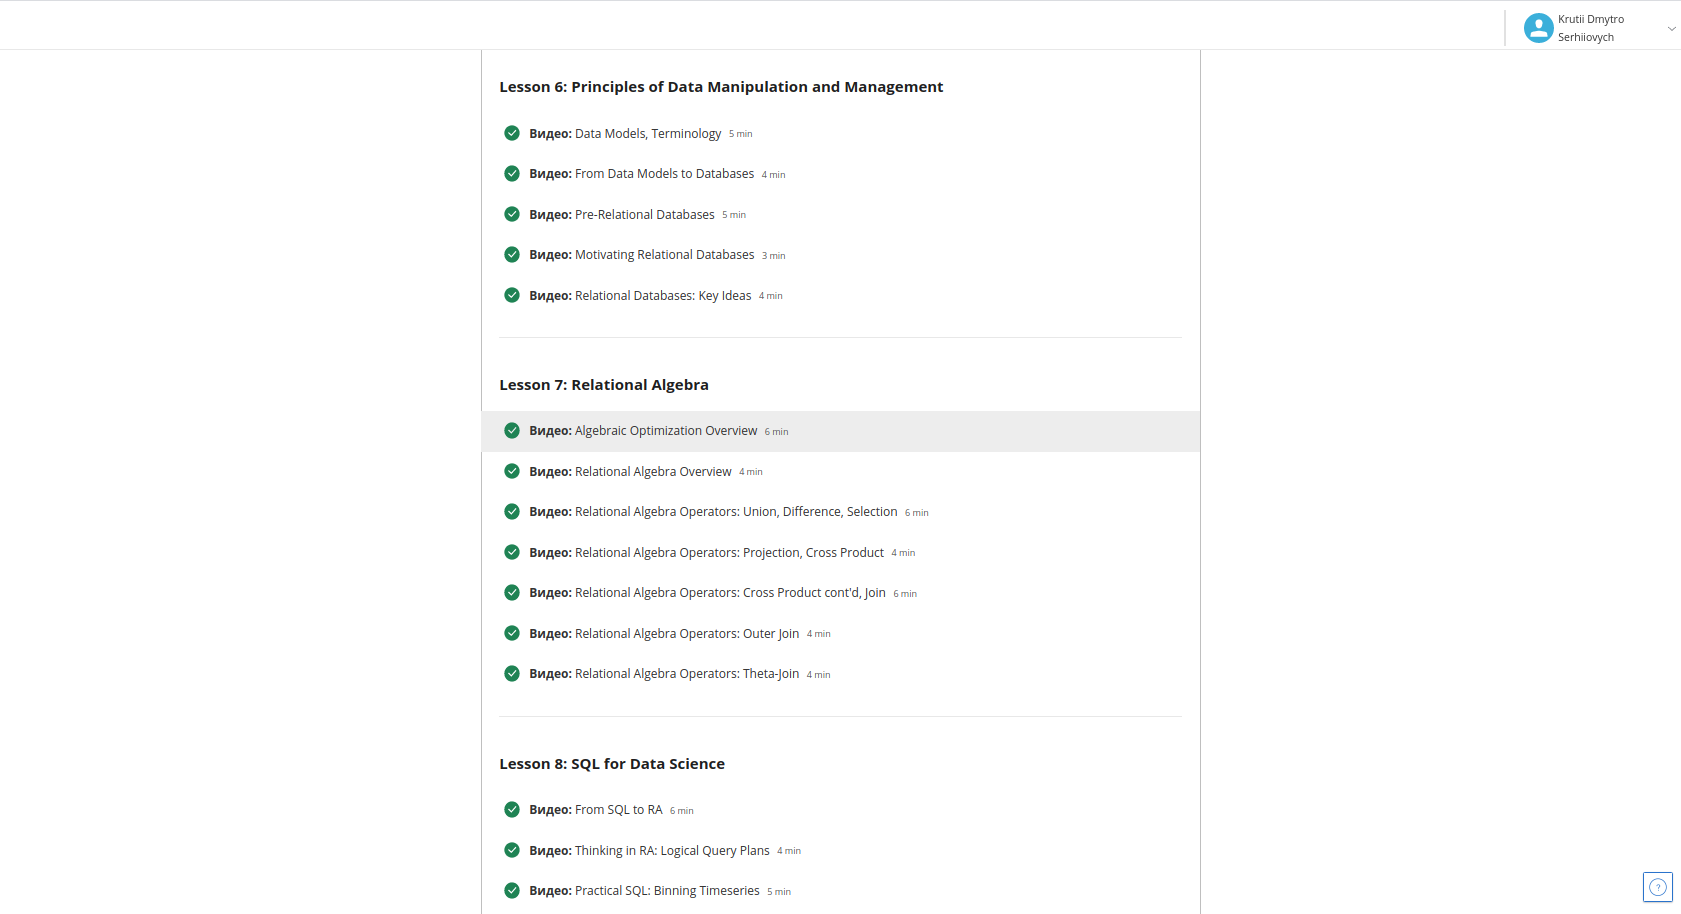 Krutii Dmytro
Serhiiovych
Lesson 6: Principles of Data Manipulation and Management
Видео: Data Models, Terminology 5 min
Видео: From Data Models to Databases 4 min
Видео: Pre-Relational Databases 5 min
Видео: Motivating Relational Databases 3 min
Видео: Relational Databases: Key Ideas 4 min
Lesson 7: Relational Algebra
Видео: Algebraic Optimization Overview 6 min
Видео: Relational Algebra Overview 4 min
Видео: Relational Algebra Operators: Union, Difference, Selection 6 min
Видео: Relational Algebra Operators: Projection, Cross Product 4 min
Видео: Relational Algebra Operators: Cross Product cont'd, Join 6 min
Видео: Relational Algebra Operators: Outer Join 4 min
Видео: Relational Algebra Operators: Theta-Join 4 min
Lesson 8: SQL for Data Science
Видео: From SQL to RA 6 min
Видео: Thinking in RA: Logical Query Plans 4 min
Видео: Practical SQL: Binning Timeseries 5 min
?